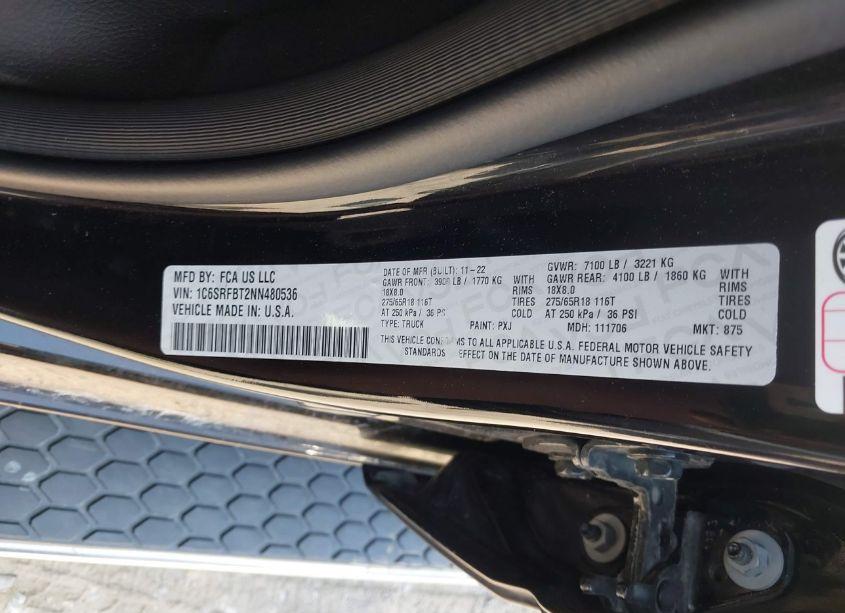 MFD BY: FCA US LLC
VIN: 1C6SRFBT2NN480536
VEHICLE MADE IN: U.S.A.
DATE OF MFR (BUILT): 11-22
GAWR FRONT: 3900 LB / 1770 KG WITH
18X8.0 RIMS
275/65R18 116T TIRES
AT 250 kPa / 36 PSI COLD
TYPE: TRUCK PAINT: PXJ
GVWR: 7100 LB / 3221 KG
GAWR REAR: 4100 LB / 1860 KG WITH
18X8.0 RIMS
275/65R18 116T TIRES
AT 250 kPa / 36 PSI COLD
MDH: 111706 MKT: 875
THIS VEHICLE CONFORMS TO ALL APPLICABLE U.S.A. FEDERAL MOTOR VEHICLE SAFETY
STANDARDS EFFECTIVE ON THE DATE OF MANUFACTURE SHOWN ABOVE.